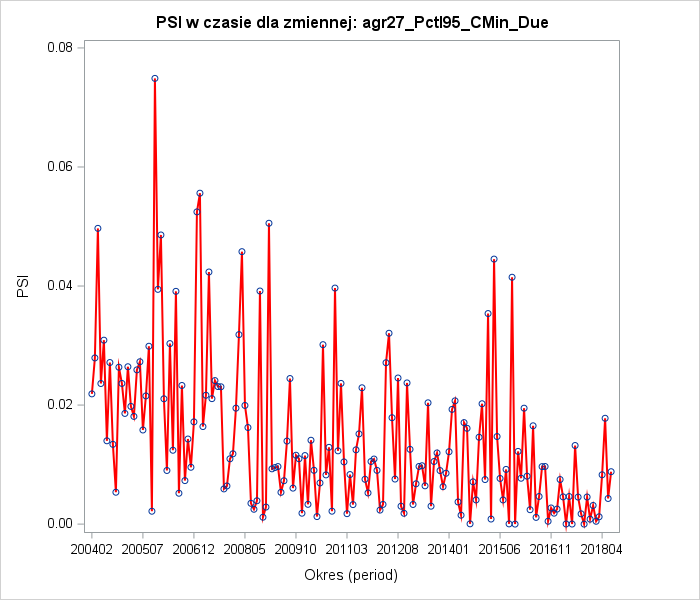 PSI w czasie dla zmiennej: agr27_Pctl95_CMin_Due
0.08
0.06
0.04
0.02
0.00
PSI
200402 200507 200612 200805 200910 201103 201208 201401 201506 201611 201804
Okres (period)